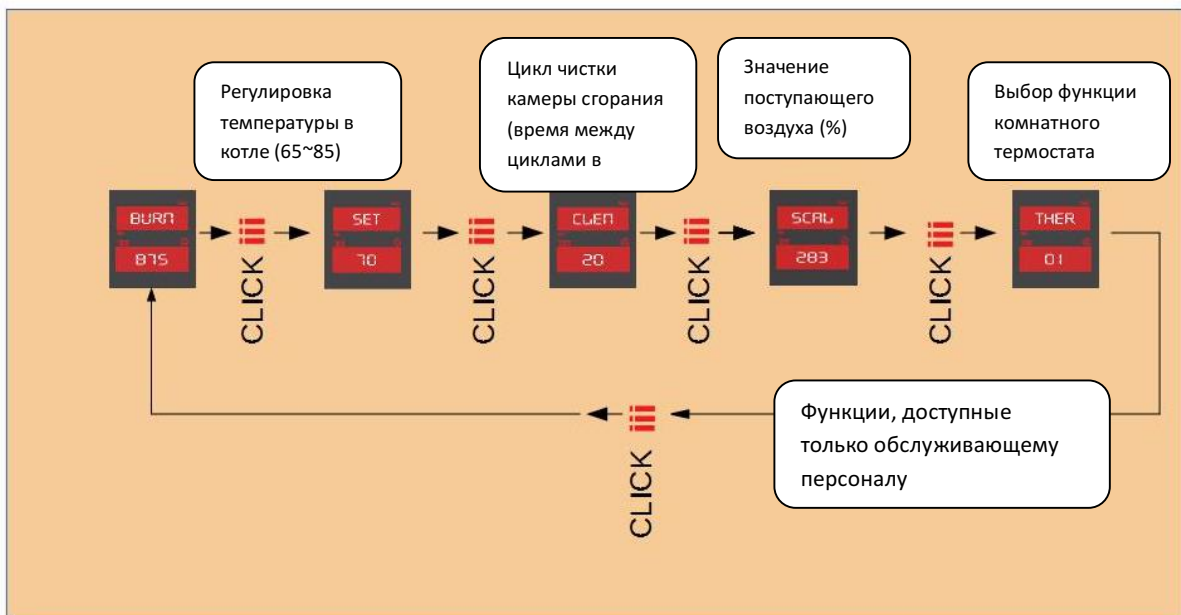 Регулировка
температуры в
котле (65~85)
Цикл чистки
камеры сгорания
(время между
циклами в
Значение
поступающего
воздуха (%)
Выбор функции
комнатного
термостата
BURN
875
CLICK
SET
70
CLICK
CLEN
20
CLICK
SCAL
283
CLICK
THER
01
Функции, доступные
только обслуживающему
персоналу
CLICK